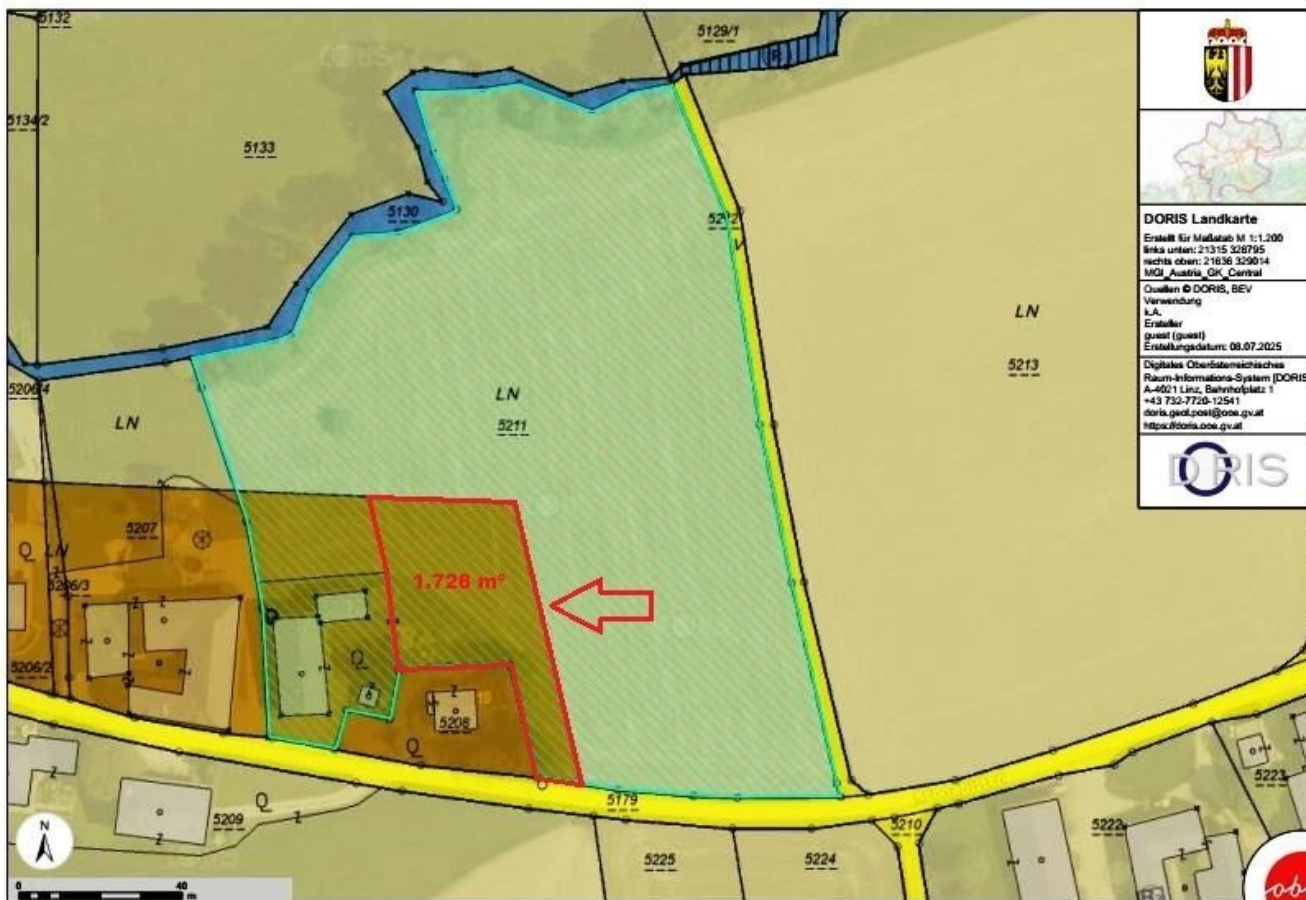 5132
5129/1
5134/2
5133
5130
5212
LN
5213
LN
5211
5206/4
LN
5207
Q
LN
5206/3
1.728 m²
5206/2
Q
5208
Q
5179
5209
Q
5210
5225
5224
5222
5223
N
0
40
m
DORIS Landkarte
Erstellt für Maßstab M 1:1.200
links unten: 21315 328795
rechts oben: 21636 329014
MGI_Austria_GK_Central
Quellen © DORIS, BEV
Verwendung
k.A.
Ersteller
guest (guest)
Erstellungsdatum: 08.07.2025
Digitales Oberösterreichisches
Raum-Informations-System [DORIS
A-4021 Linz, Bahnhofplatz 1
+43 732-7720-12541
doris.geol.post@ooe.gv.at
https://doris.ooe.gv.at
DORIS